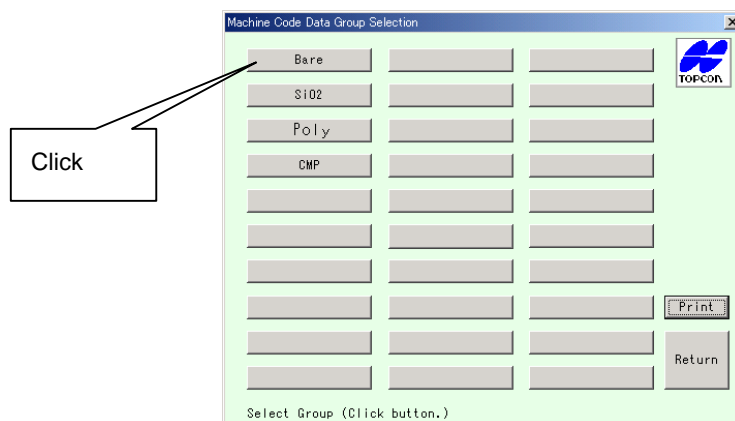 Machine Code Data Group Selection
Bare
TOPCON
SiO2
Poly
Click
CMP
Print
Return
Select Group (Click button.)